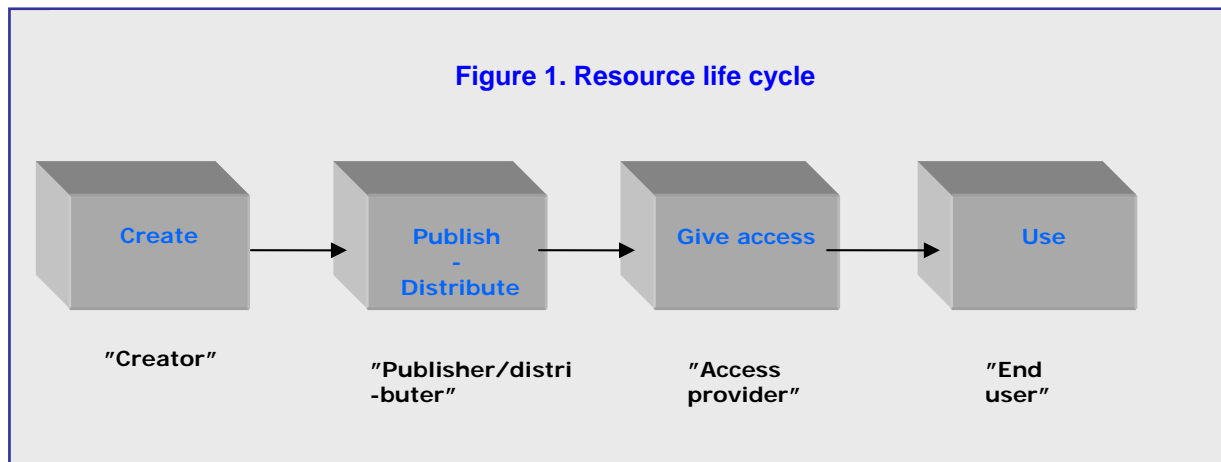 Figure 1. Resource life cycle
Create
Publish
-
Distribute
Give access
Use
"Creator"
"Publisher/distri
-buter"
"Access
provider"
"End
user"